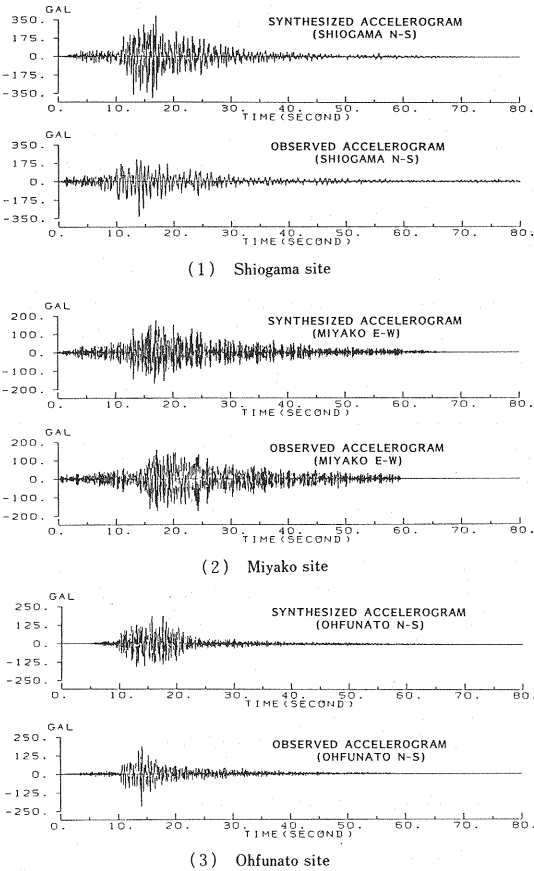 GAL
SYNTHESIZED ACCELEROGRAM
(SHIOGAMA N-S)
350.
175.
0.
-175.
-350.
0. 10. 20. 30. 40. 50. 60. 70. 80.
TIME(SECOND)
GAL
OBSERVED ACCELEROGRAM
(SHIOGAMA N-S)
350.
175.
0.
-175.
-350.
0. 10. 20. 30. 40. 50. 60. 70. 80.
TIME(SECOND)
(1) Shiogama site
GAL
SYNTHESIZED ACCELEROGRAM
(MIYAKO E-W)
200.
100.
0.
-100.
-200.
0. 10. 20. 30. 40. 50. 60. 70. 80.
TIME(SECOND)
GAL
OBSERVED ACCELEROGRAM
(MIYAKO E-W)
200.
100.
0.
-100.
-200.
0. 10. 20. 30. 40. 50. 60. 70. 80.
TIME(SECOND)
(2) Miyako site
GAL
SYNTHESIZED ACCELEROGRAM
(OHFUNATO N-S)
250.
125.
0.
-125.
-250.
0. 10. 20. 30. 40. 50. 60. 70. 80.
TIME(SECOND)
GAL
OBSERVED ACCELEROGRAM
(OHFUNATO N-S)
250.
125.
0.
-125.
-250.
0. 10. 20. 30. 40. 50. 60. 70. 80.
TIME(SECOND)
(3) Ohfunato site